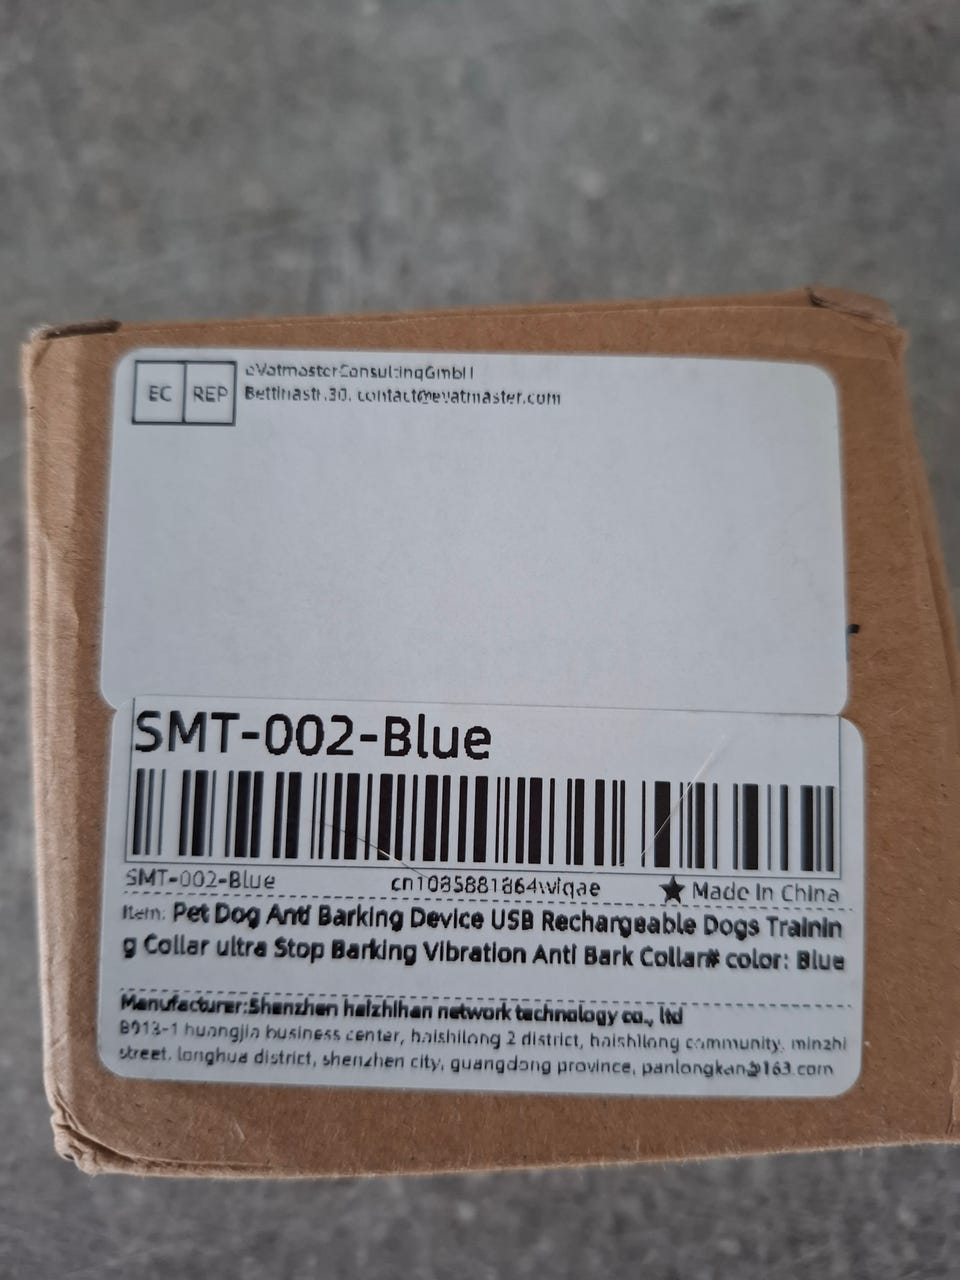 EC REP
eVatmasterConsultingGmbH
Bettinastr.30, contact@evatmaster.com
SMT-002-Blue
SMT-002-Blue cn1085881864wiqae ★ Made In China
Item: Pet Dog Anti Barking Device USB Rechargeable Dogs Trainin
g Collar ultra Stop Barking Vibration Anti Bark Collar# color: Blue
Manufacturer:Shenzhen haizhihan network technology co., ltd
B913-1 huangjia business center, haishilong 2 district, haishilong community, minzhi
street, longhua district, shenzhen city, guangdong province, panlongkan@163.com